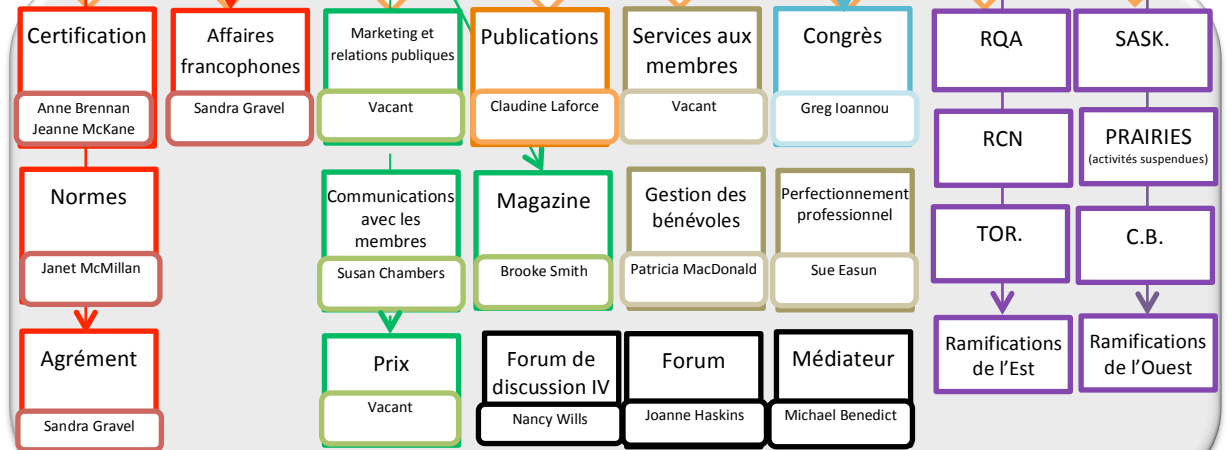 Certification
Anne Brennan
Jeanne McKane
Affaires
francophones
Sandra Gravel
Marketing et
relations publiques
Vacant
Publications
Claudine Laforce
Services aux
membres
Vacant
Congrès
Greg Ioannou
RQA
SASK.
RCN
PRAIRIES
(activités suspendues)
Normes
Janet McMillan
Communications
avec les
membres
Susan Chambers
Magazine
Brooke Smith
Gestion des
bénévoles
Patricia MacDonald
Perfectionnement
professionnel
Sue Easun
TOR.
C.B.
Agrément
Sandra Gravel
Prix
Vacant
Forum de
discussion IV
Nancy Wills
Forum
Joanne Haskins
Médiateur
Michael Benedict
Ramifications
de l’Est
Ramifications
de l’Ouest